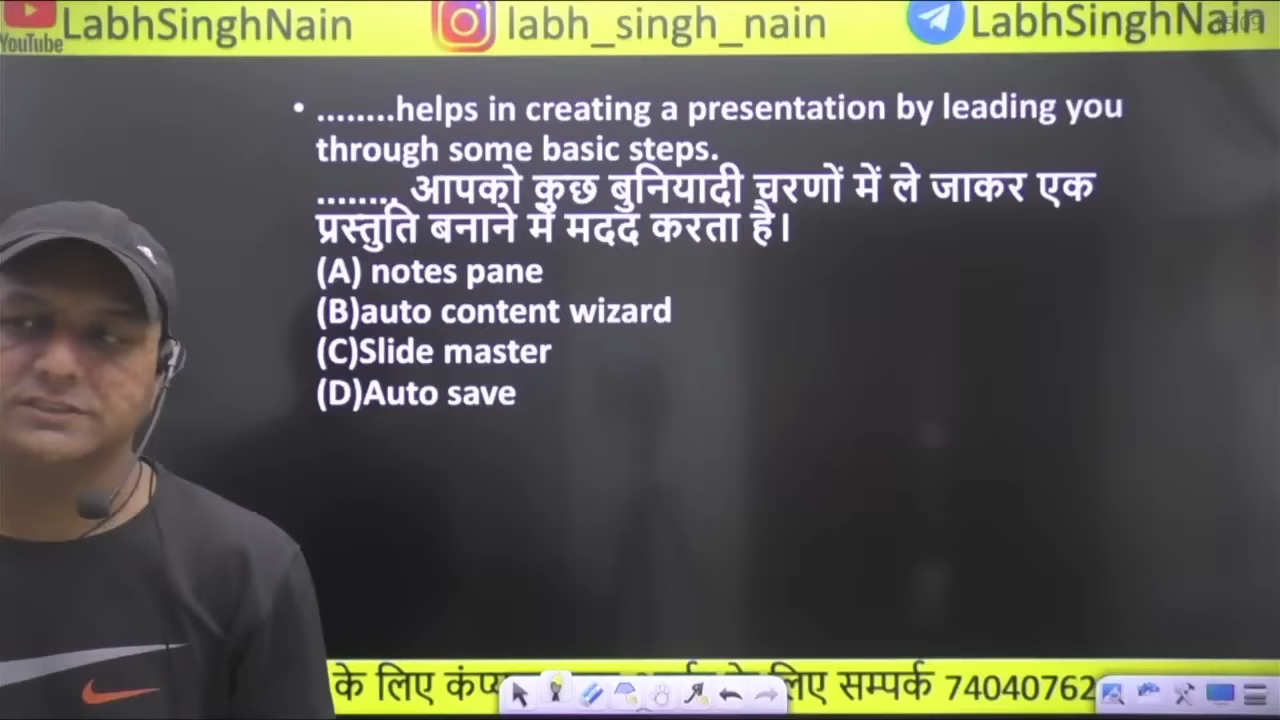 YouTube LabhSinghNain labh_singh_nain LabhSinghNain
• ........helps in creating a presentation by leading you
through some basic steps.
........ आपको कुछ बुनियादी चरणों में ले जाकर एक
प्रस्तुति बनाने में मदद करता है।
(A) notes pane
(B)auto content wizard
(C)Slide master
(D)Auto save
के लिए लिए सम्पर्क 74040762